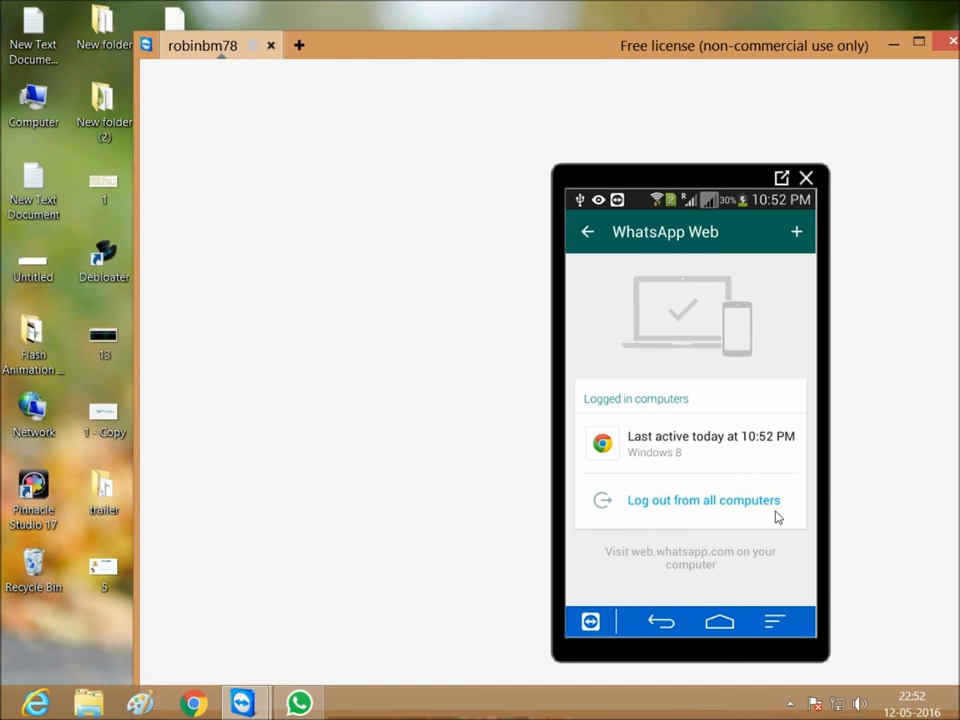 New Text
Docume...
New folder
Computer
New folder
(2)
New Text
Document
1
Untitled
Debloater
Flash
Animation ...
13
Network
1 - Copy
Pinnacle
Studio 17
trailer
Recycle Bin
5
robinbm78
Free license (non-commercial use only)
R
30%
10:52 PM
WhatsApp Web
Logged in computers
Last active today at 10:52 PM
Windows 8
Log out from all computers
Visit web.whatsapp.com on your
computer
22:52
12-05-2016